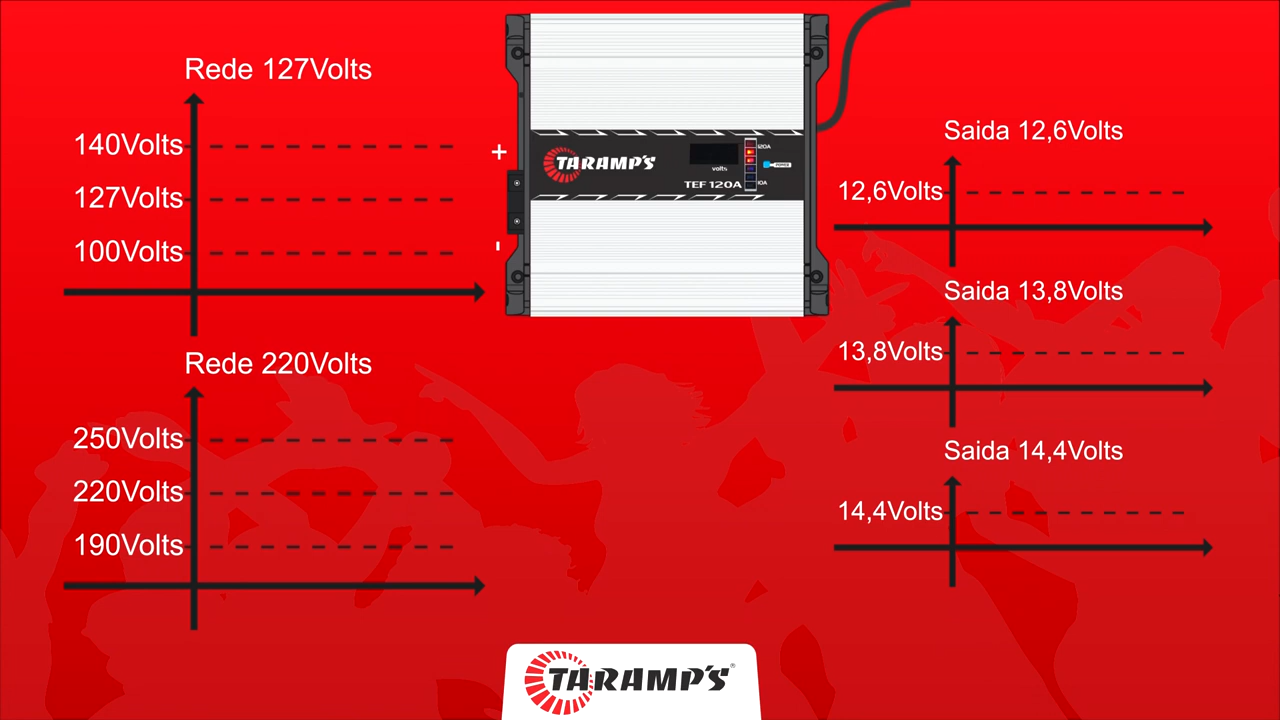 Rede 127Volts
140Volts
127Volts
100Volts
Rede 220Volts
250Volts
220Volts
190Volts
+
-
TARAMP'S
volts
TEF 120A
120A
POWER
10A
Saida 12,6Volts
12,6Volts
Saida 13,8Volts
13,8Volts
Saida 14,4Volts
14,4Volts
TARAMP'S®